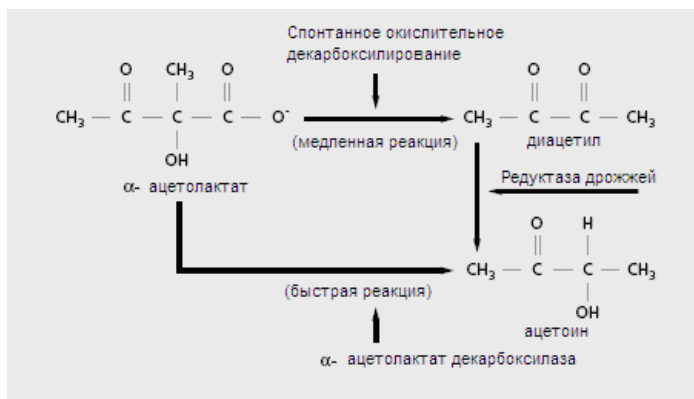 Спонтанное окислительное
декарбоксилирование
O CH₃ O
CH₃ — C — C — C — O⁻
OH
α- ацетолактат
(медленная реакция)
O O
CH₃ — C — C — CH₃
диацетил
Редуктаза дрожжей
O H
CH₃ — C — C — CH₃
OH
ацетоин
(быстрая реакция)
α- ацетолактат декарбоксилаза